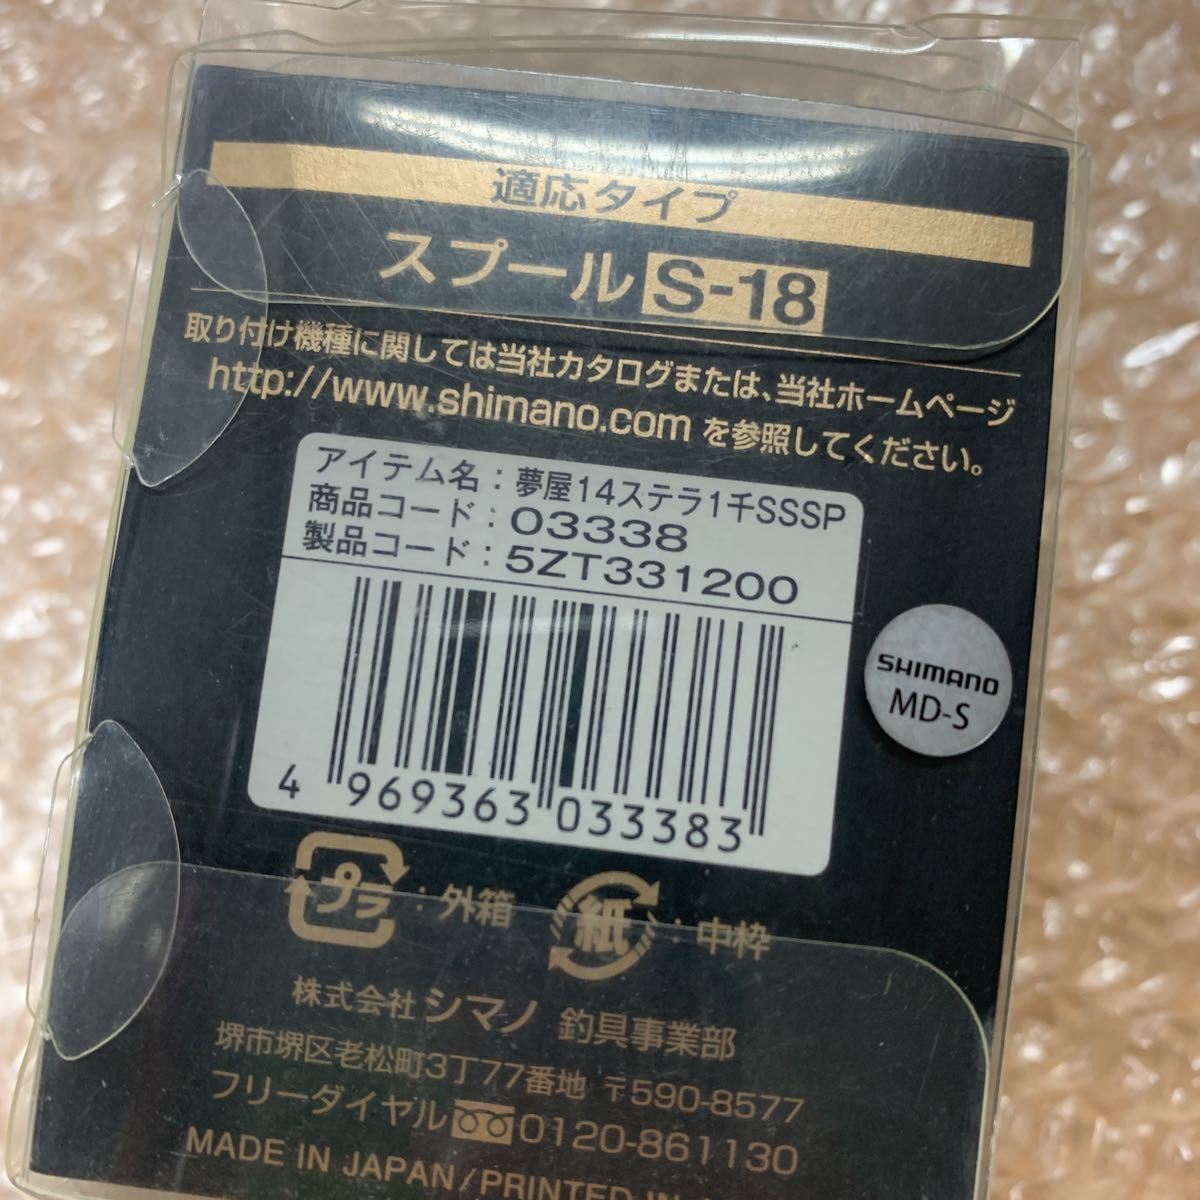 適応タイプ
スプール S-18
取り付け機種に関しては当社カタログまたは、当社ホームページ
http://www.shimano.com を参照してください。
アイテム名：夢屋14ステラ1千SSSP
商品コード：03338
製品コード：5ZT331200
4 969363 033383
SHIMANO
MD-S
プラ：外箱 紙：中枠
株式会社 シマノ 釣具事業部
堺市堺区老松町3丁77番地 〒590-8577
フリーダイヤル 0120-861130
MADE IN JAPAN/PRINTED IN